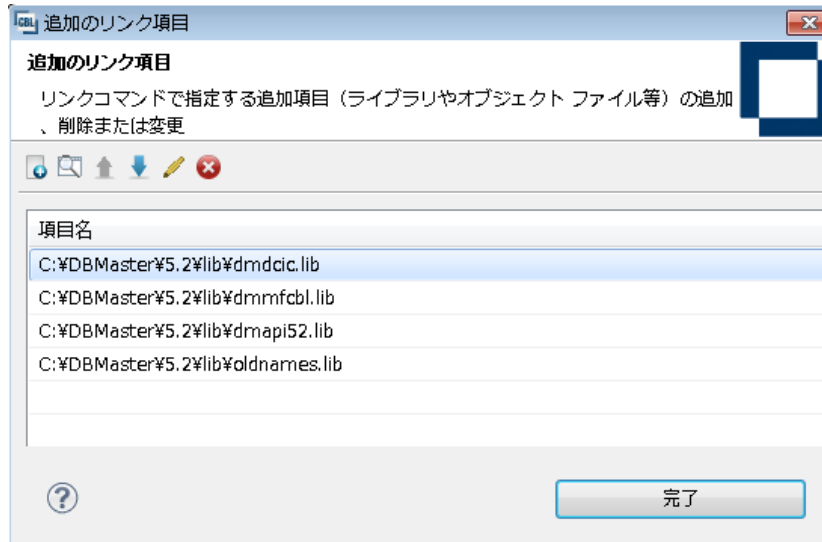 CBL 追加のリンク項目
追加のリンク項目
リンクコマンドで指定する追加項目（ライブラリやオブジェクト ファイル等）の追加
、削除または変更
項目名
C:¥DBMaster¥5.2¥lib¥dmdcic.lib
C:¥DBMaster¥5.2¥lib¥dmmfcbl.lib
C:¥DBMaster¥5.2¥lib¥dmapi52.lib
C:¥DBMaster¥5.2¥lib¥oldnames.lib
?
完了